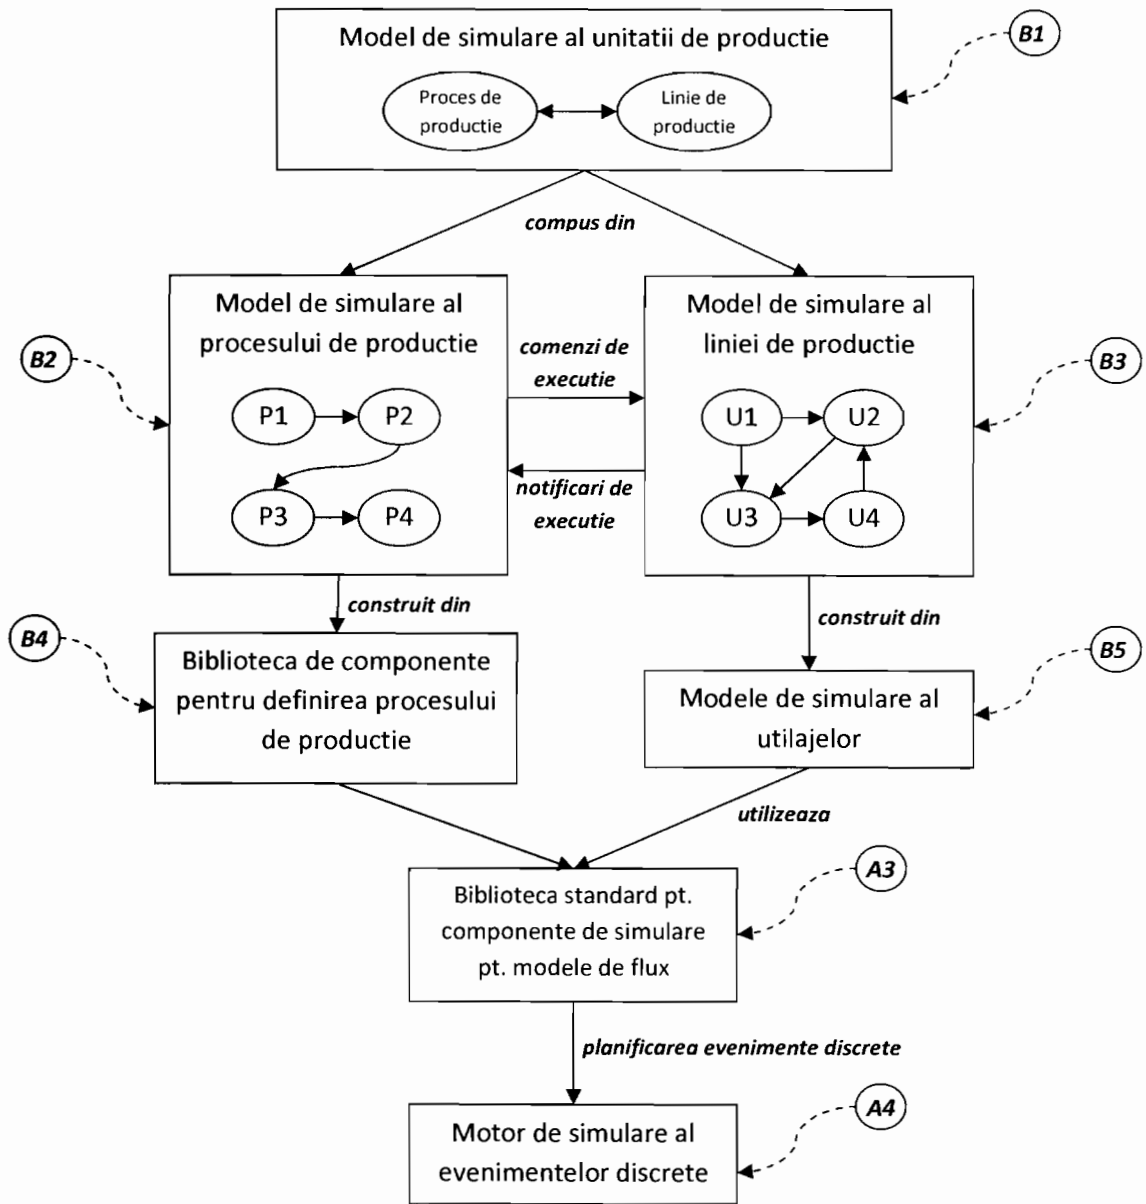 Model de simulare al unitatii de productie
B1
Proces de
productie
Linie de
productie
compus din
Model de simulare al
procesului de productie
B2
P1
P2
P3
P4
comenzi de
executie
notificari de
executie
Model de simulare al
liniei de productie
B3
U1
U2
U3
U4
construit din
construit din
B4
Biblioteca de componente
pentru definirea procesului
de productie
B5
Modele de simulare al
utilajelor
utilizeaza
A3
Biblioteca standard pt.
componente de simulare
pt. modele de flux
planificarea evenimente discrete
A4
Motor de simulare al
evenimentelor discrete